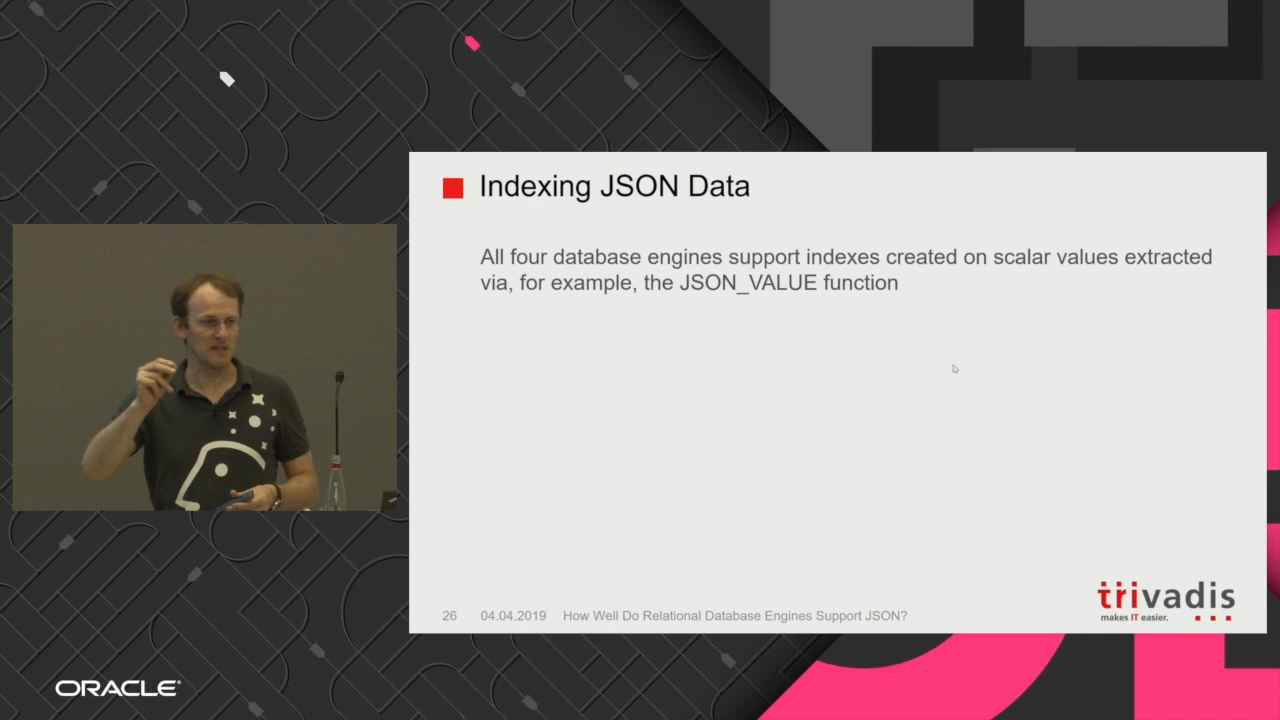 Indexing JSON Data
All four database engines support indexes created on scalar values extracted
via, for example, the JSON_VALUE function
26 04.04.2019 How Well Do Relational Database Engines Support JSON?
trivadis
makes IT easier.
ORACLE®